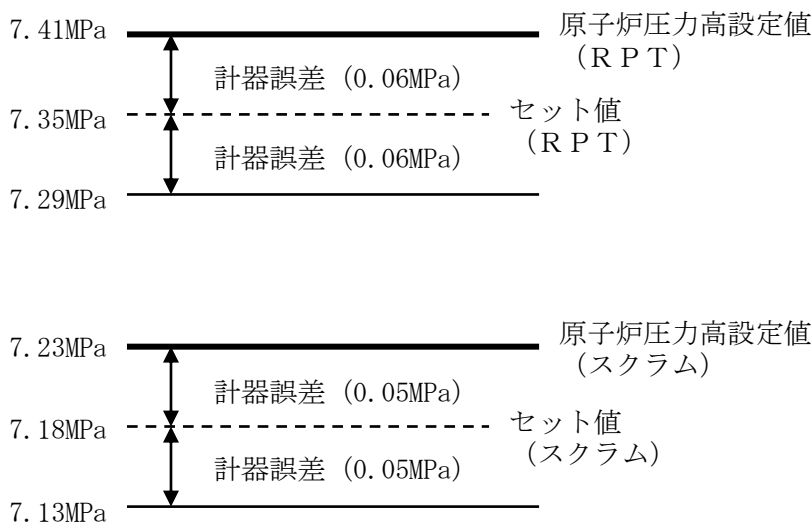 7.41MPa
原子炉圧力高設定値
（ＲＰＴ）
計器誤差 (0.06MPa)
7.35MPa
セット値
（ＲＰＴ）
計器誤差 (0.06MPa)
7.29MPa
7.23MPa
原子炉圧力高設定値
（スクラム）
計器誤差 (0.05MPa)
7.18MPa
セット値
（スクラム）
計器誤差 (0.05MPa)
7.13MPa